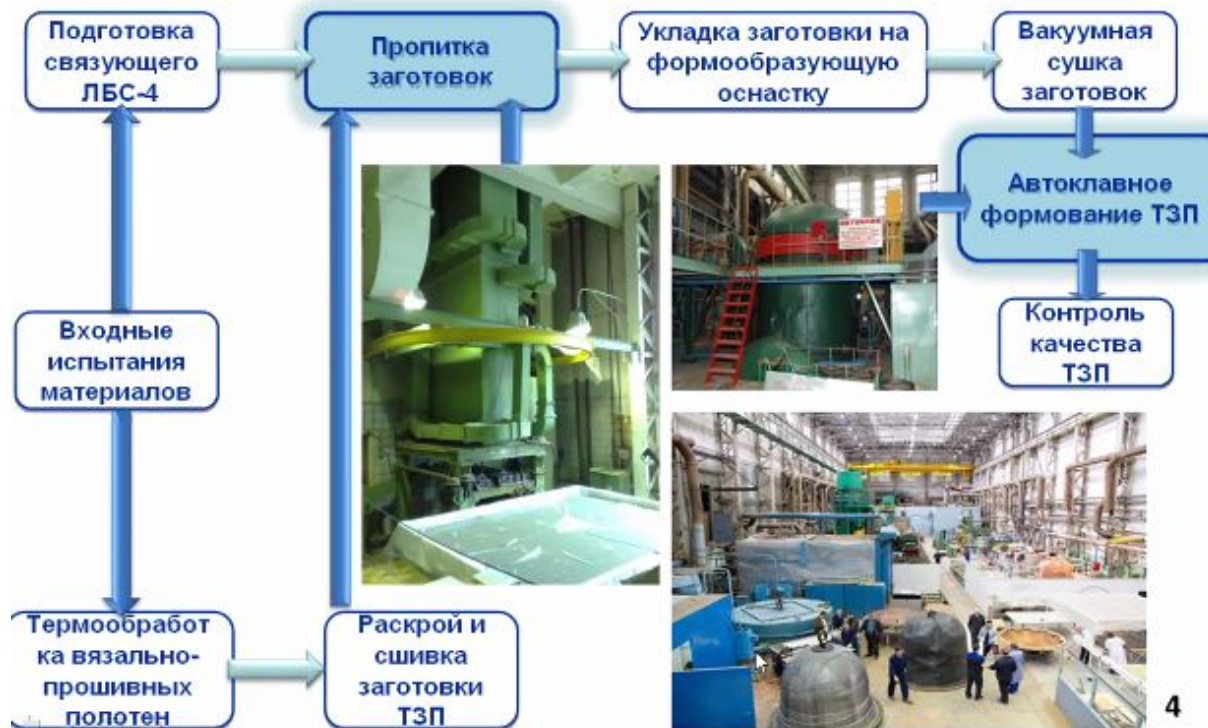 Подготовка
связующего
ЛБС-4
Пропитка
заготовок
Укладка заготовки на
формообразующую
оснастку
Вакуумная
сушка
заготовок
Автоклавное
формование ТЗП
Входные
испытания
материалов
Контроль
качества
ТЗП
Термообработ
ка вязально-
прошивных
полотен
Раскрой и
сшивка
заготовки
ТЗП
4